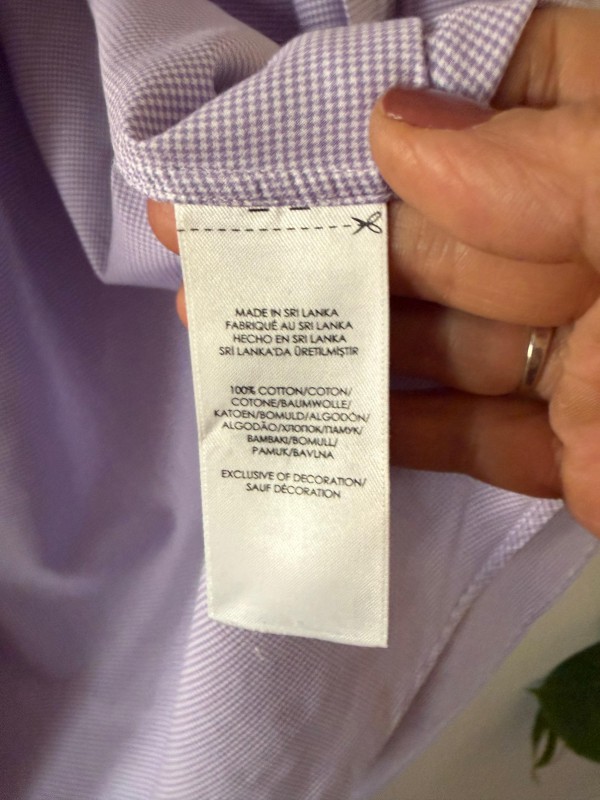 MADE IN SRI LANKA
FABRIQUÉ AU SRI LANKA
HECHO EN SRI LANKA
SRİ LANKA'DA ÜRETİLMİŞTİR
100% COTTON/COTON/
COTONE/BAUMWOLLE/
KATOEN/BOMULD/ALGODÓN/
ALGODÃO/ХЛОПОК/ПАМУК/
BAMBAKI/BOMULL/
PAMUK/BAVLNA
EXCLUSIVE OF DECORATION/
SAUF DÉCORATION